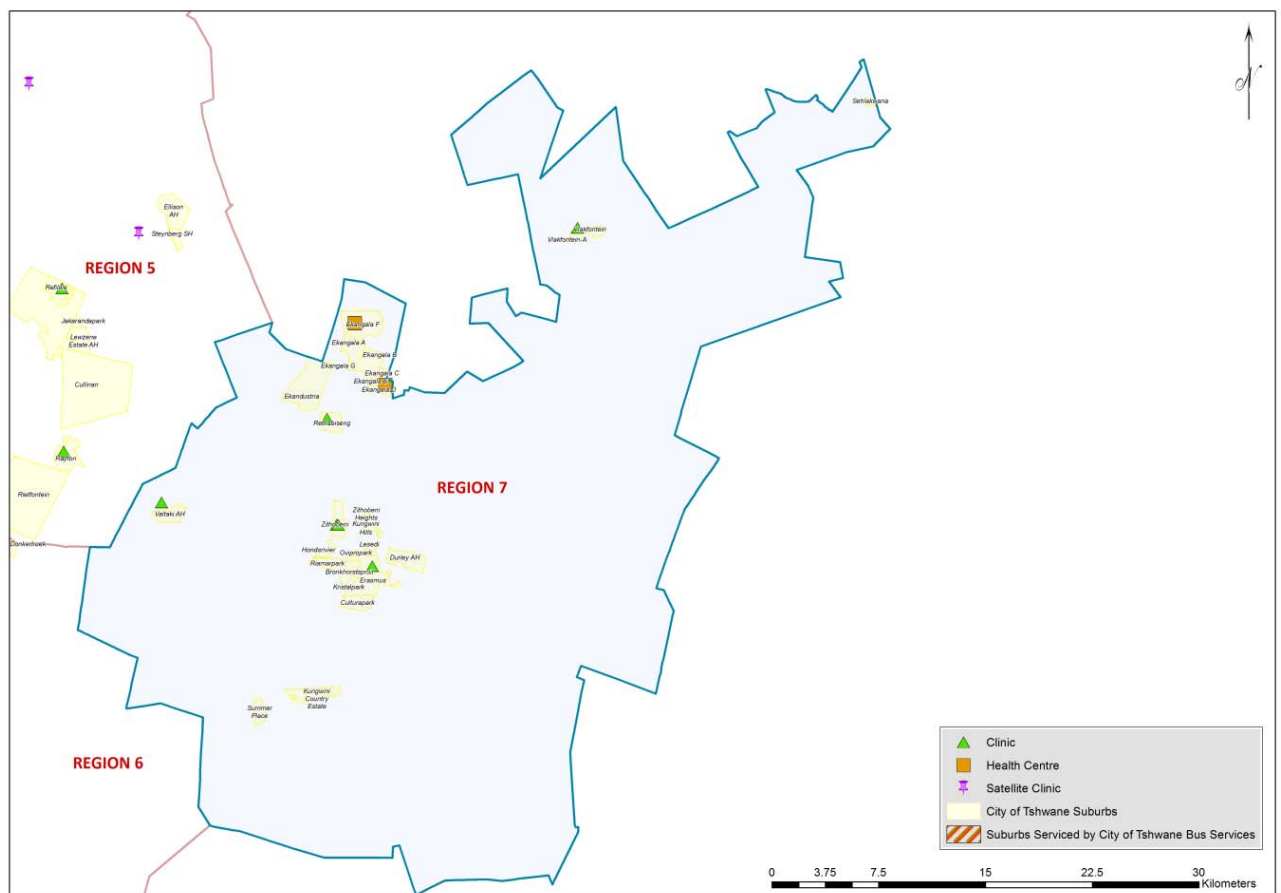 N
Sehlakwana
Vlakfontein
Vlakfontein-A
Ellison
AH
Steynberg SH
REGION 5
Refilwe
Jakarandapark
Lewzene
Estate AH
Cullinan
Rayton
Rietfontein
Donkerhoek
Ekangala F
Ekangala A
Ekangala B
Ekangala G
Ekangala C
Ekangala D
Ekandustria
Rethabiseng
REGION 7
Valtaki AH
Zithobeni
Heights
Zithobeni
Kungwini
Hills
Lesedi
Honderivier
Ovipropark
Durley AH
Riamarpark
Bronkhorstspruit
Erasmus
Kristalpark
Culturapark
Kungwini
Country
Estate
Summer
Place
REGION 6
Clinic
Health Centre
Satellite Clinic
City of Tshwane Suburbs
Suburbs Serviced by City of Tshwane Bus Services
0 3.75 7.5 15 22.5 30
Kilometers